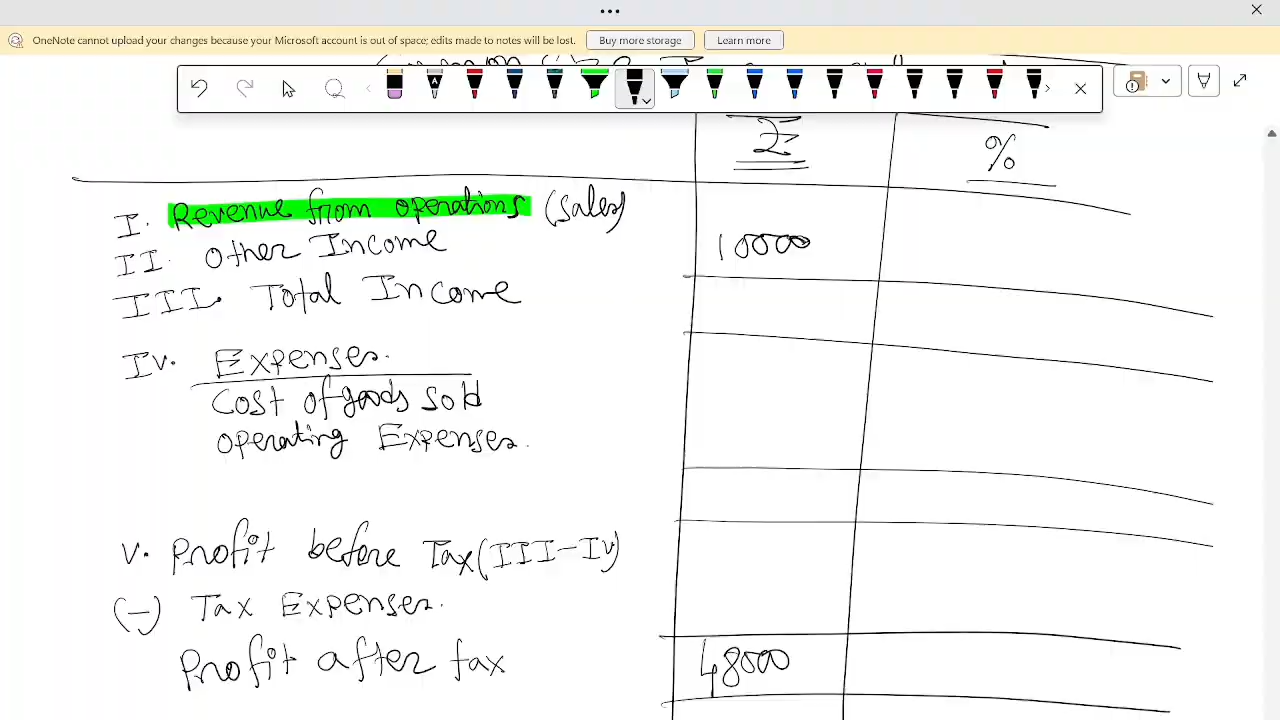 OneNote cannot upload your changes because your Microsoft account is out of space; edits made to notes will be lost. Buy more storage Learn more
₹ %
I. Revenue from operations (sales)
II. Other Income 10000
III. Total Income
IV. Expenses.
Cost of goods sold
operating Expenses.
V. Profit before Tax (III-IV)
(-) Tax Expenses.
Profit after tax 48000